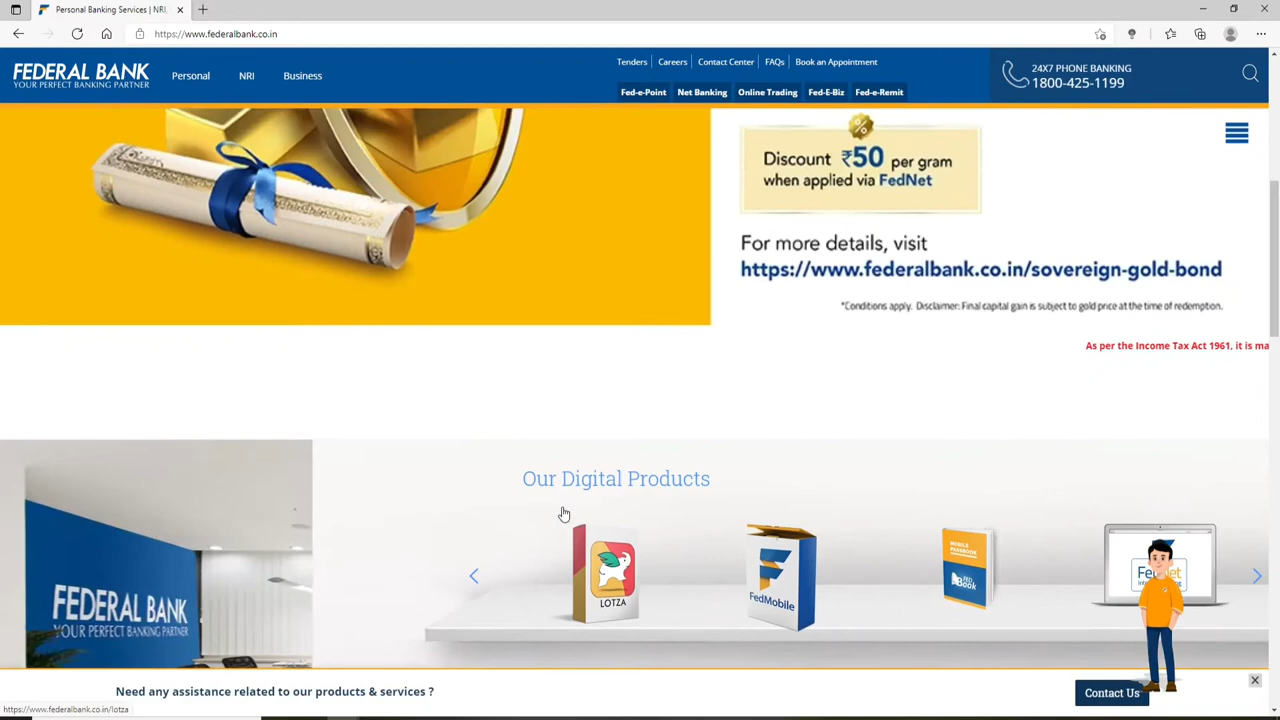 Personal Banking Services | NRI,
https://www.federalbank.co.in
FEDERAL BANK
YOUR PERFECT BANKING PARTNER
Personal
NRI
Business
Tenders
Careers
Contact Center
FAQs
Book an Appointment
Fed-e-Point
Net Banking
Online Trading
Fed-E-Biz
Fed-e-Remit
24X7 PHONE BANKING
1800-425-1199
%
Discount ₹50 per gram
when applied via FedNet
For more details, visit
https://www.federalbank.co.in/sovereign-gold-bond
*Conditions apply. Disclaimer: Final capital gain is subject to gold price at the time of redemption.
As per the Income Tax Act 1961, it is ma
Our Digital Products
LOTZA
FedMobile
MOBILE
PASSBOOK
FEDERAL BANK
YOUR PERFECT BANKING PARTNER
Need any assistance related to our products & services ?
Contact Us
https://www.federalbank.co.in/lotza